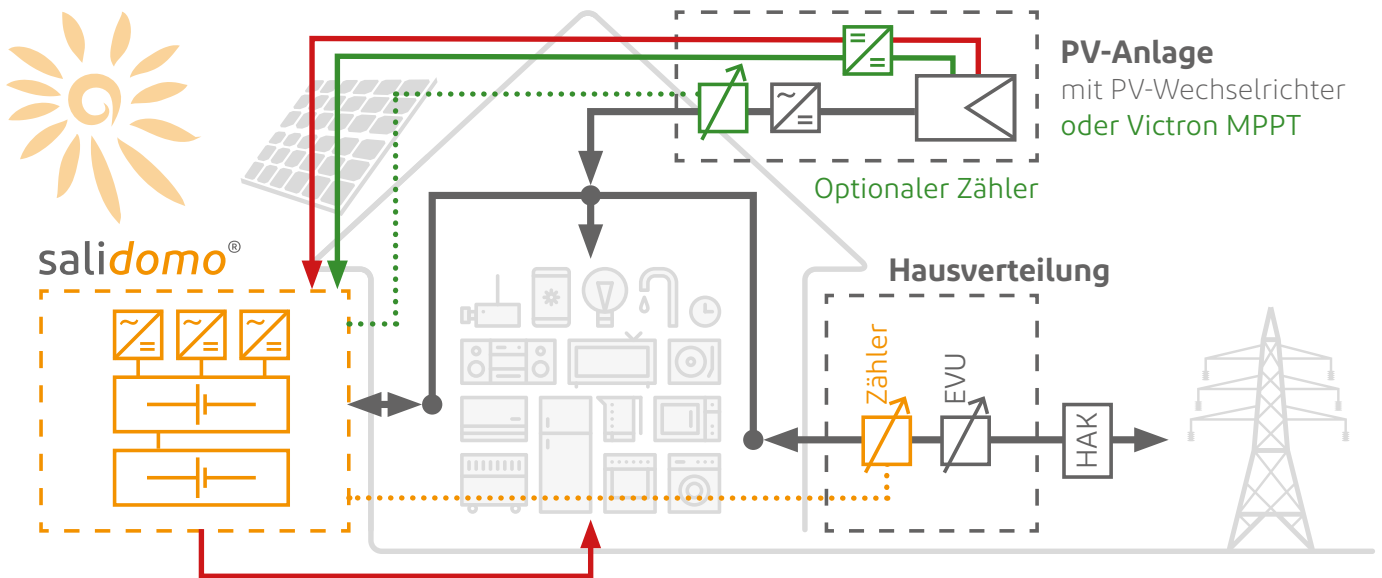 PV-Anlage
mit PV-Wechselrichter
oder Victron MPPT
Optionaler Zähler
salidomo®
Hausverteilung
Zähler
EVU
HAK